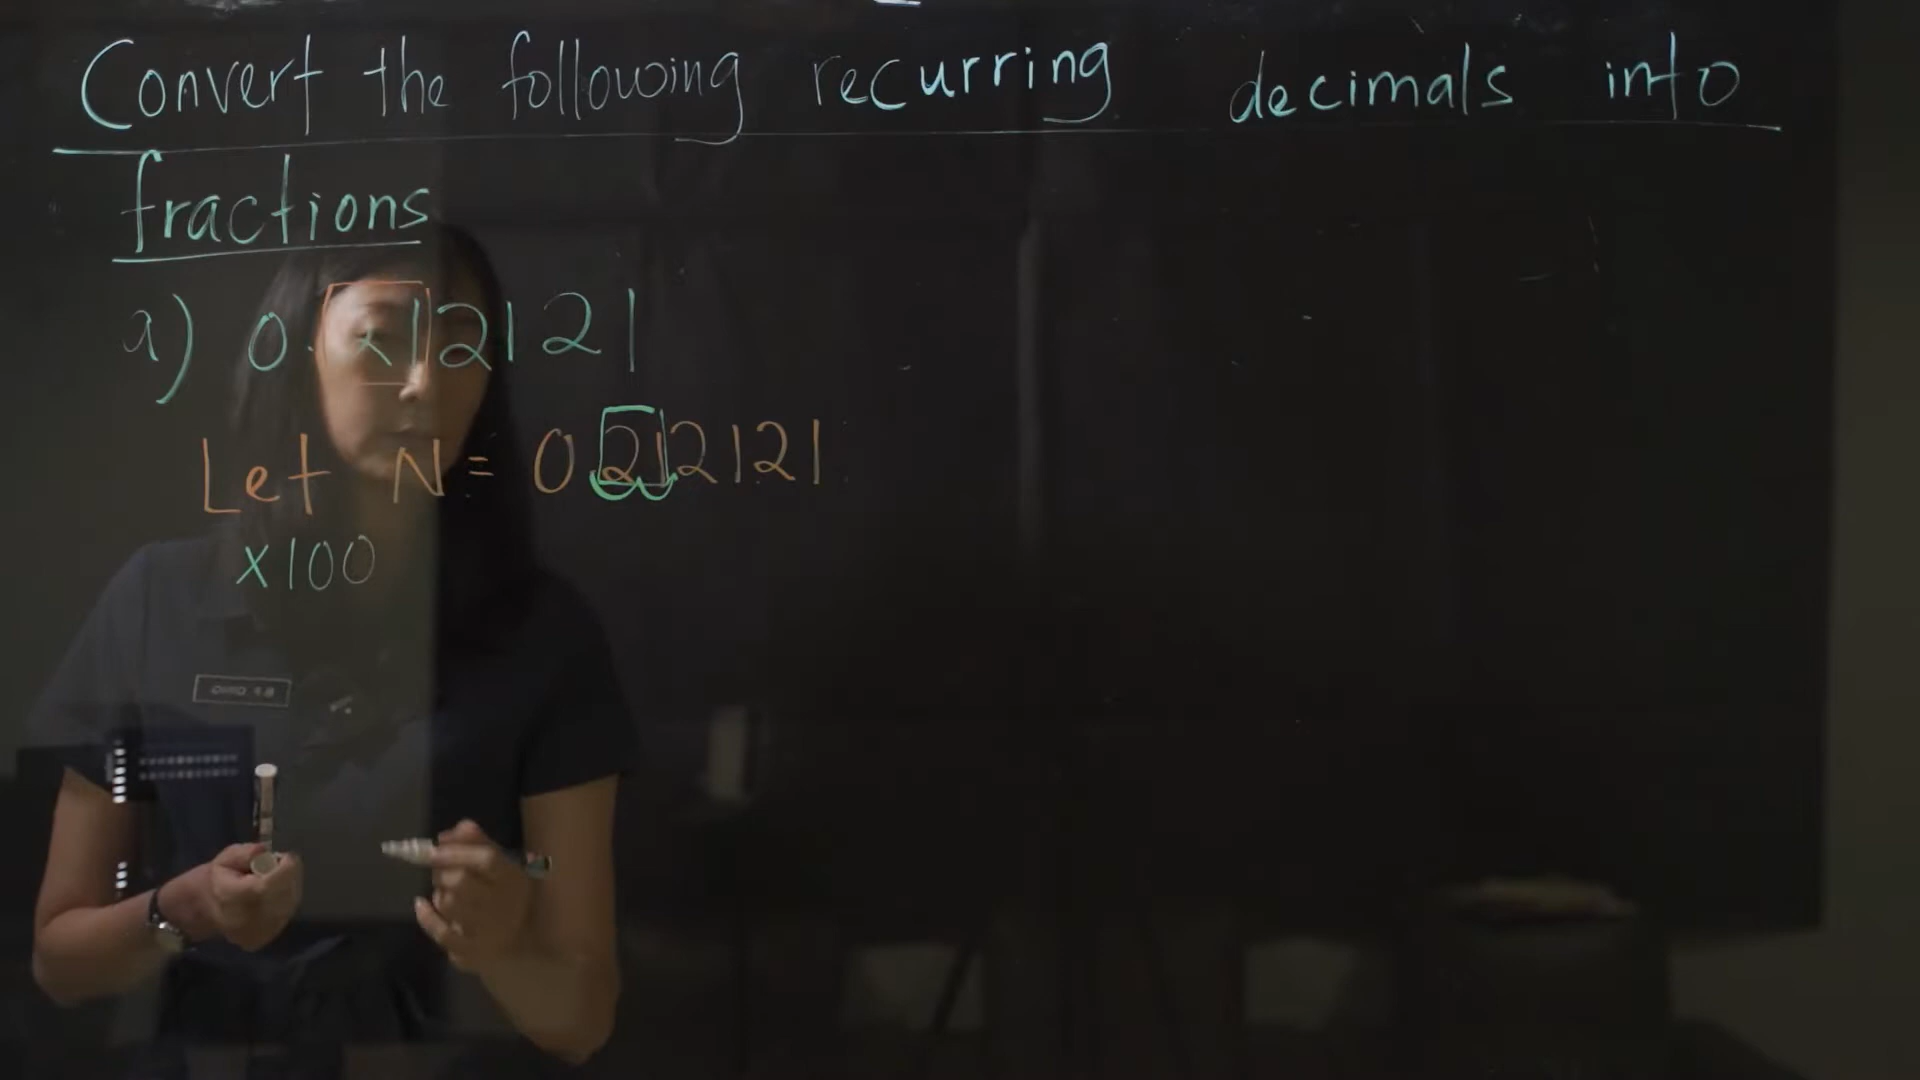 Convert the following recurring decimals into
fractions
a) 0.212121
Let N = 0.212121
x100